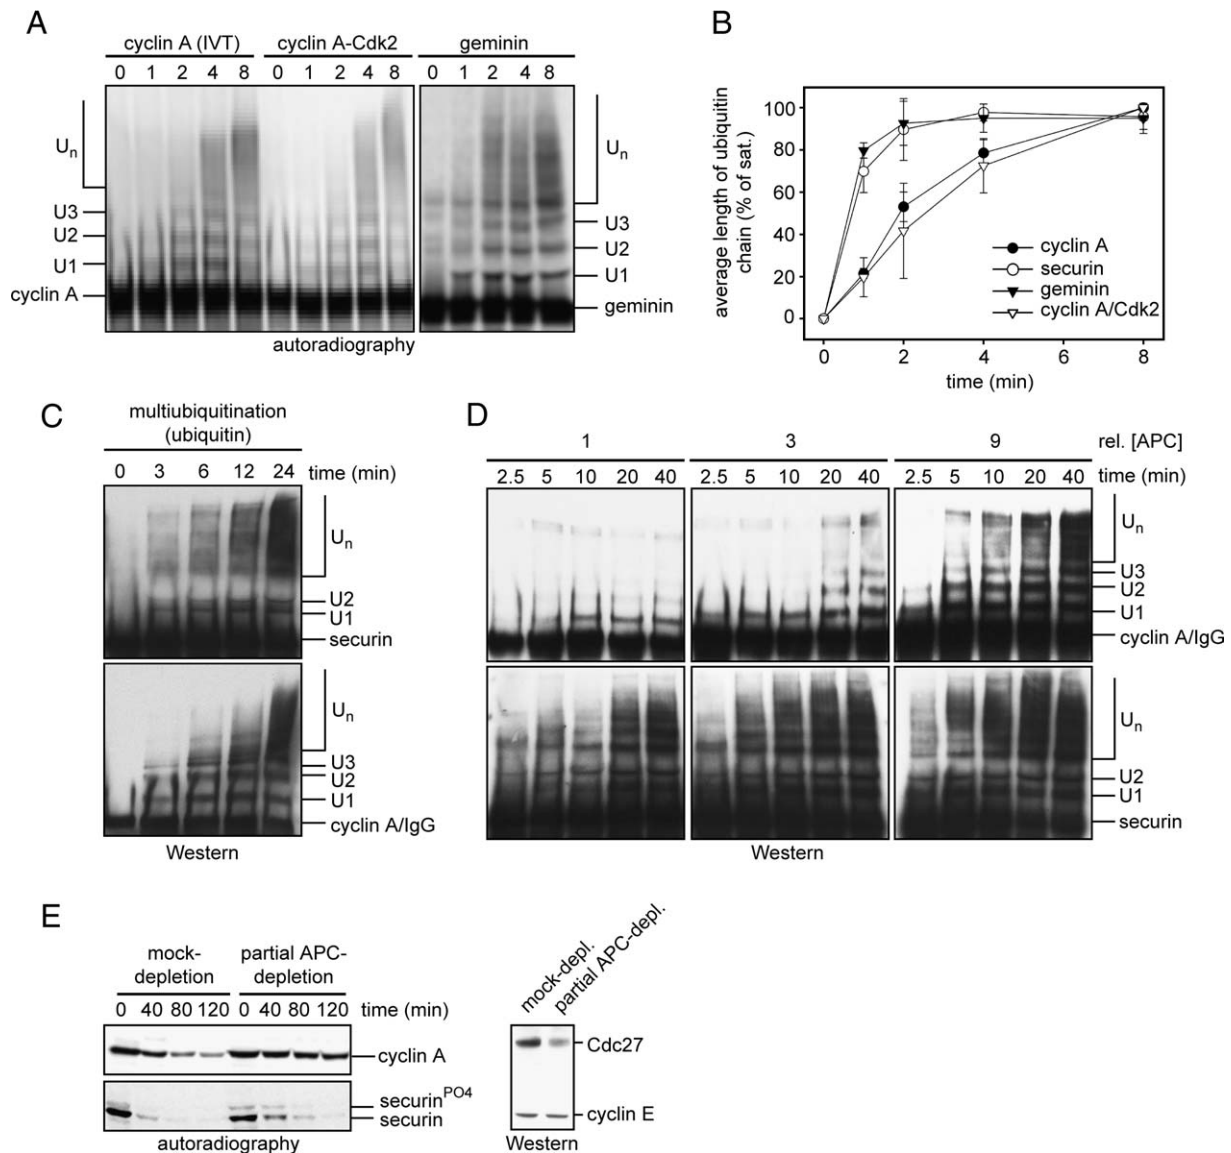 A
cyclin A (IVT) cyclin A-Cdk2 geminin
0 1 2 4 8 0 1 2 4 8 0 1 2 4 8
Un Un
U3 U3
U2 U2
U1 U1
cyclin A geminin
autoradiography
B
average length of ubiquitin
chain (% of sat.)
100
80
60
40
20
0
cyclin A
securin
geminin
cyclin A/Cdk2
0 2 4 6 8
time (min)
C
multiubiquitination
(ubiquitin)
0 3 6 12 24 time (min)
Un
U2
U1
securin
Un
U3
U2
U1
cyclin A/IgG
Western
D
1 3 9 rel. [APC]
2.5 5 10 20 40 2.5 5 10 20 40 2.5 5 10 20 40 time (min)
Un
U3
U2
U1
cyclin A/IgG
Un
U2
U1
securin
Western
E
mock-
depletion
partial APC-
depletion
0 40 80 120 0 40 80 120 time (min)
cyclin A
securinPO4
securin
autoradiography
mock-depl.
partial APC-depl.
Cdc27
cyclin E
Western